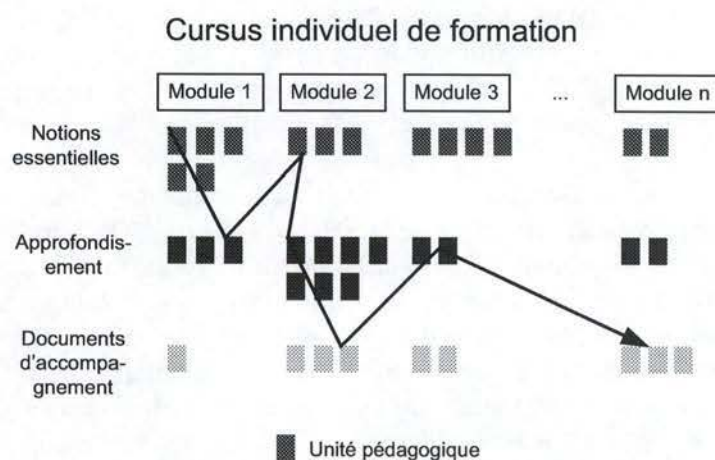 Cursus individuel de formation
Module 1 Module 2 Module 3 ... Module n
Notions
essentielles
Approfondis-
sement
Documents
d'accompa-
gnement
Unité pédagogique